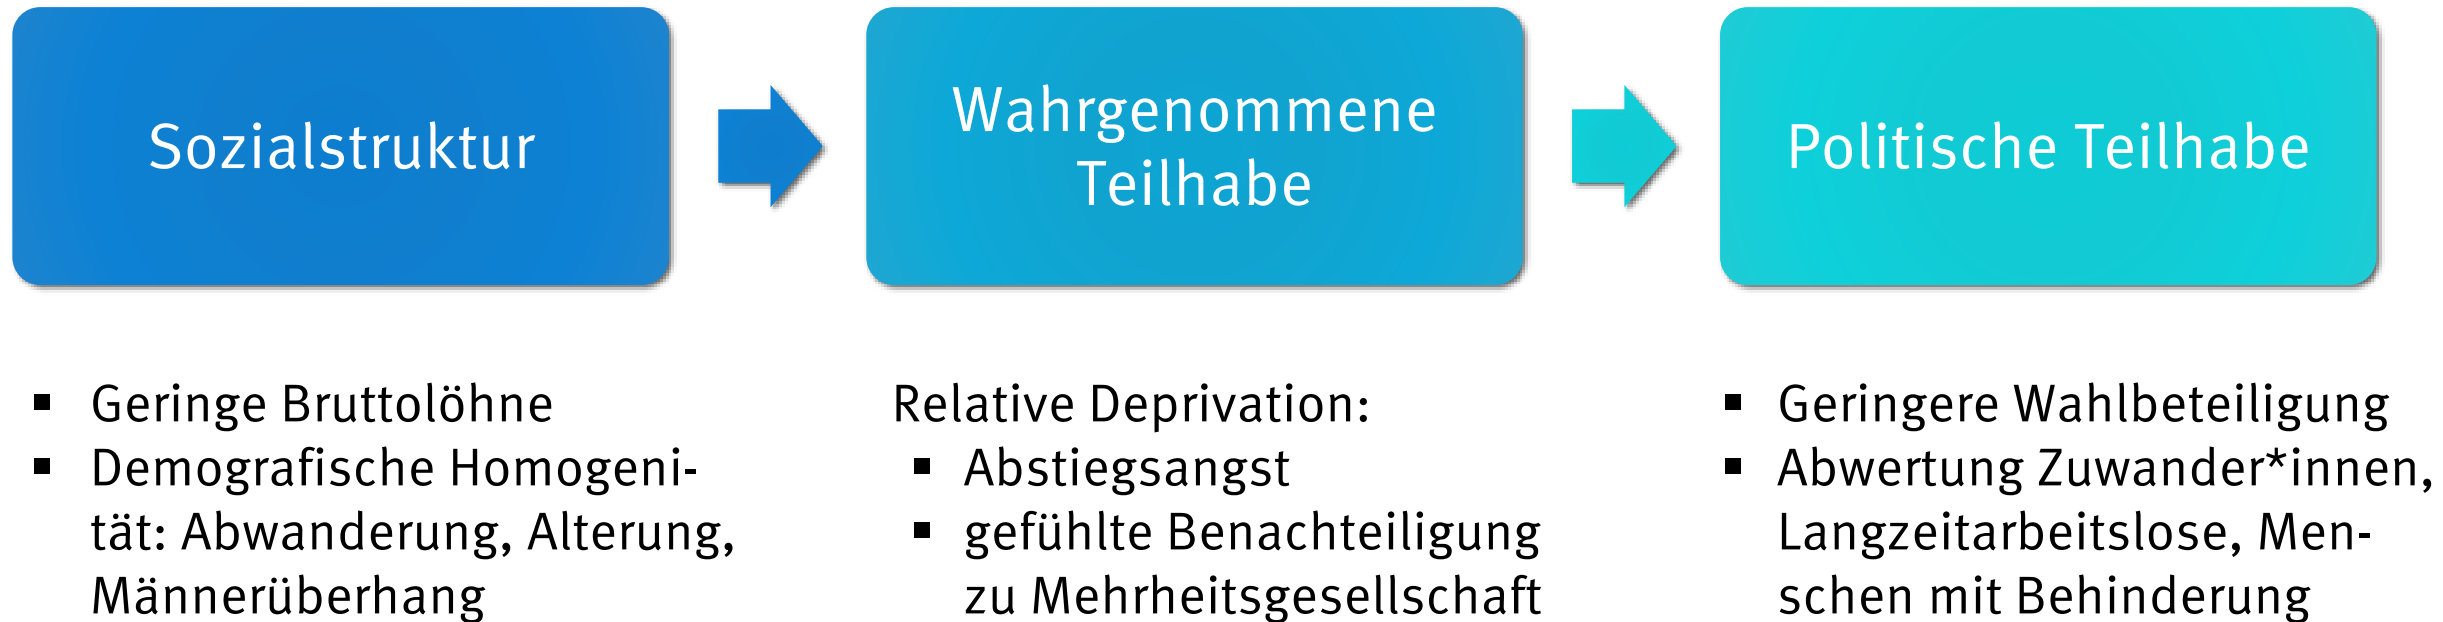 Sozialstruktur
Wahrgenommene
Teilhabe
Politische Teilhabe
▪ Geringe Bruttolöhne
▪ Demografische Homogeni-
tät: Abwanderung, Alterung,
Männerüberhang
Relative Deprivation:
▪ Abstiegsangst
▪ gefühlte Benachteiligung
zu Mehrheitsgesellschaft
▪ Geringere Wahlbeteiligung
▪ Abwertung Zuwander*innen,
Langzeitarbeitslose, Men-
schen mit Behinderung